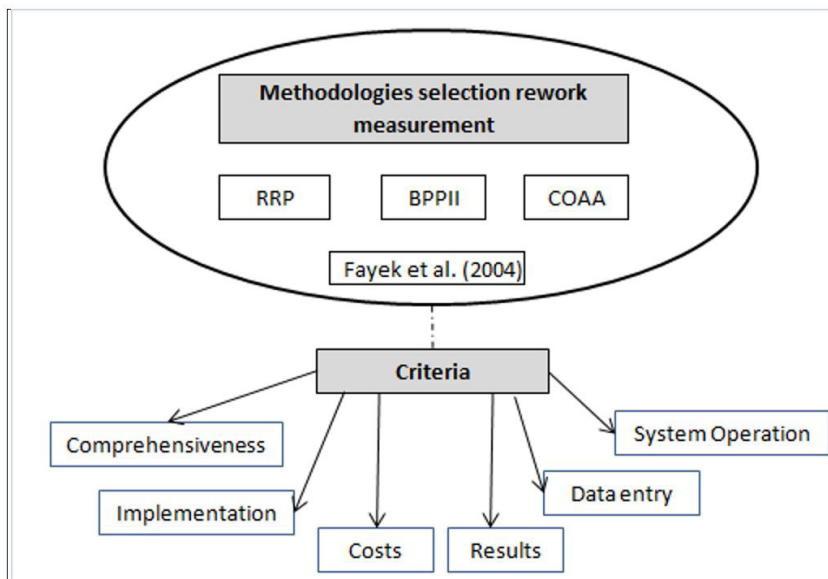 Methodologies selection rework
measurement
RRP
BPPII
COAA
Fayek et al. (2004)
Criteria
Comprehensiveness
System Operation
Implementation
Data entry
Costs
Results